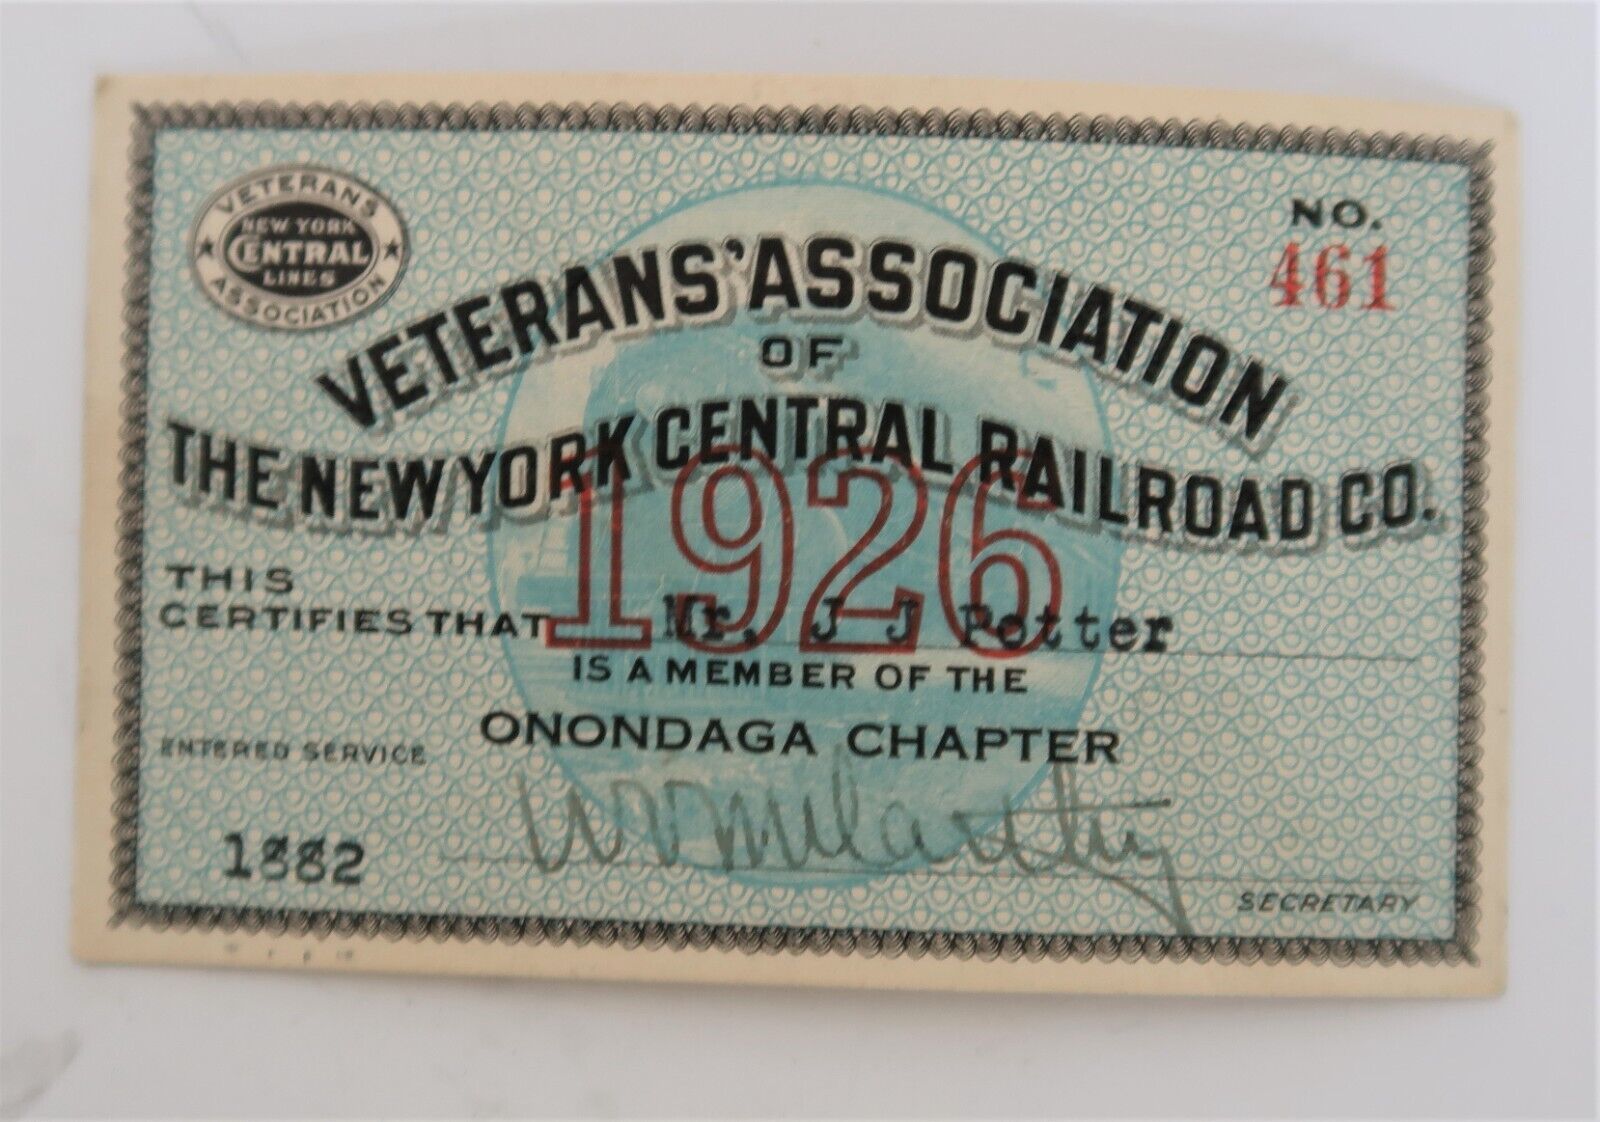 VETERANS
NEW YORK
CENTRAL
LINES
ASSOCIATION
NO.
461
VETERANS' ASSOCIATION
OF
THE NEW YORK CENTRAL RAILROAD CO.
1926
THIS
CERTIFIES THAT Mr. J J Potter
IS A MEMBER OF THE
ONONDAGA CHAPTER
ENTERED SERVICE
1882
W W McCarthy
SECRETARY